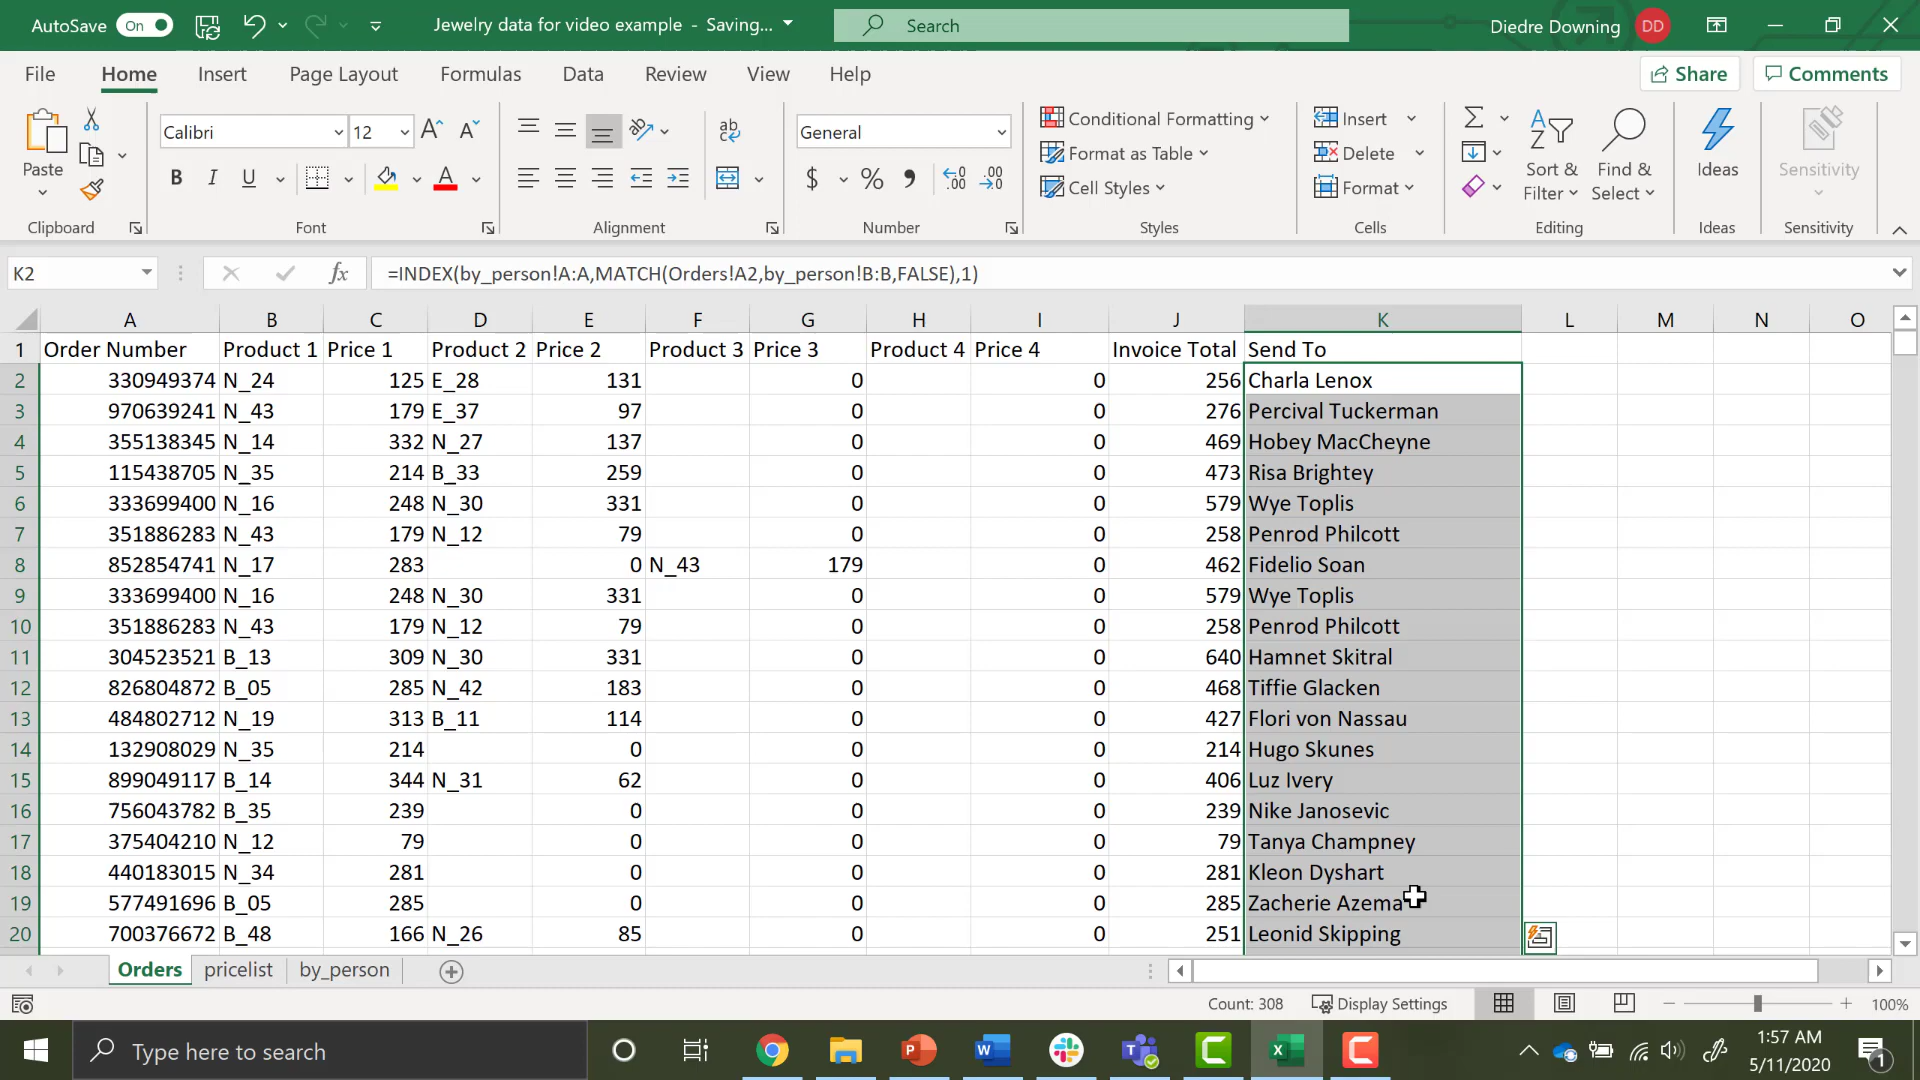 AutoSave On Jewelry data for video example - Saving... Search Diedre Downing DD
File Home Insert Page Layout Formulas Data Review View Help Share Comments
Calibri 12 General Conditional Formatting Insert
Paste Format as Table Delete Sort & Filter Find & Select Ideas Sensitivity
B I U A $ % Cell Styles Format
Clipboard Font Alignment Number Styles Cells Editing Ideas Sensitivity
K2 fx =INDEX(by_person!A:A,MATCH(Orders!A2,by_person!B:B,FALSE),1)
A B C D E F G H I J K L M N O
1 Order Number Product 1 Price 1 Product 2 Price 2 Product 3 Price 3 Product 4 Price 4 Invoice Total Send To
2 330949374 N_24 125 E_28 131 0 0 256 Charla Lenox
3 970639241 N_43 179 E_37 97 0 0 276 Percival Tuckerman
4 355138345 N_14 332 N_27 137 0 0 469 Hobey MacCheyne
5 115438705 N_35 214 B_33 259 0 0 473 Risa Brightey
6 333699400 N_16 248 N_30 331 0 0 579 Wye Toplis
7 351886283 N_43 179 N_12 79 0 0 258 Penrod Philcott
8 852854741 N_17 283 0 N_43 179 0 462 Fidelio Soan
9 333699400 N_16 248 N_30 331 0 0 579 Wye Toplis
10 351886283 N_43 179 N_12 79 0 0 258 Penrod Philcott
11 304523521 B_13 309 N_30 331 0 0 640 Hamnet Skitral
12 826804872 B_05 285 N_42 183 0 0 468 Tiffie Glacken
13 484802712 N_19 313 B_11 114 0 0 427 Flori von Nassau
14 132908029 N_35 214 0 0 0 214 Hugo Skunes
15 899049117 B_14 344 N_31 62 0 0 406 Luz Ivery
16 756043782 B_35 239 0 0 0 239 Nike Janosevic
17 375404210 N_12 79 0 0 0 79 Tanya Champney
18 440183015 N_34 281 0 0 0 281 Kleon Dyshart
19 577491696 B_05 285 0 0 0 285 Zacherie Azema
20 700376672 B_48 166 N_26 85 0 0 251 Leonid Skipping
Orders pricelist by_person
Count: 308 Display Settings 100%
Type here to search 1:57 AM
5/11/2020 1